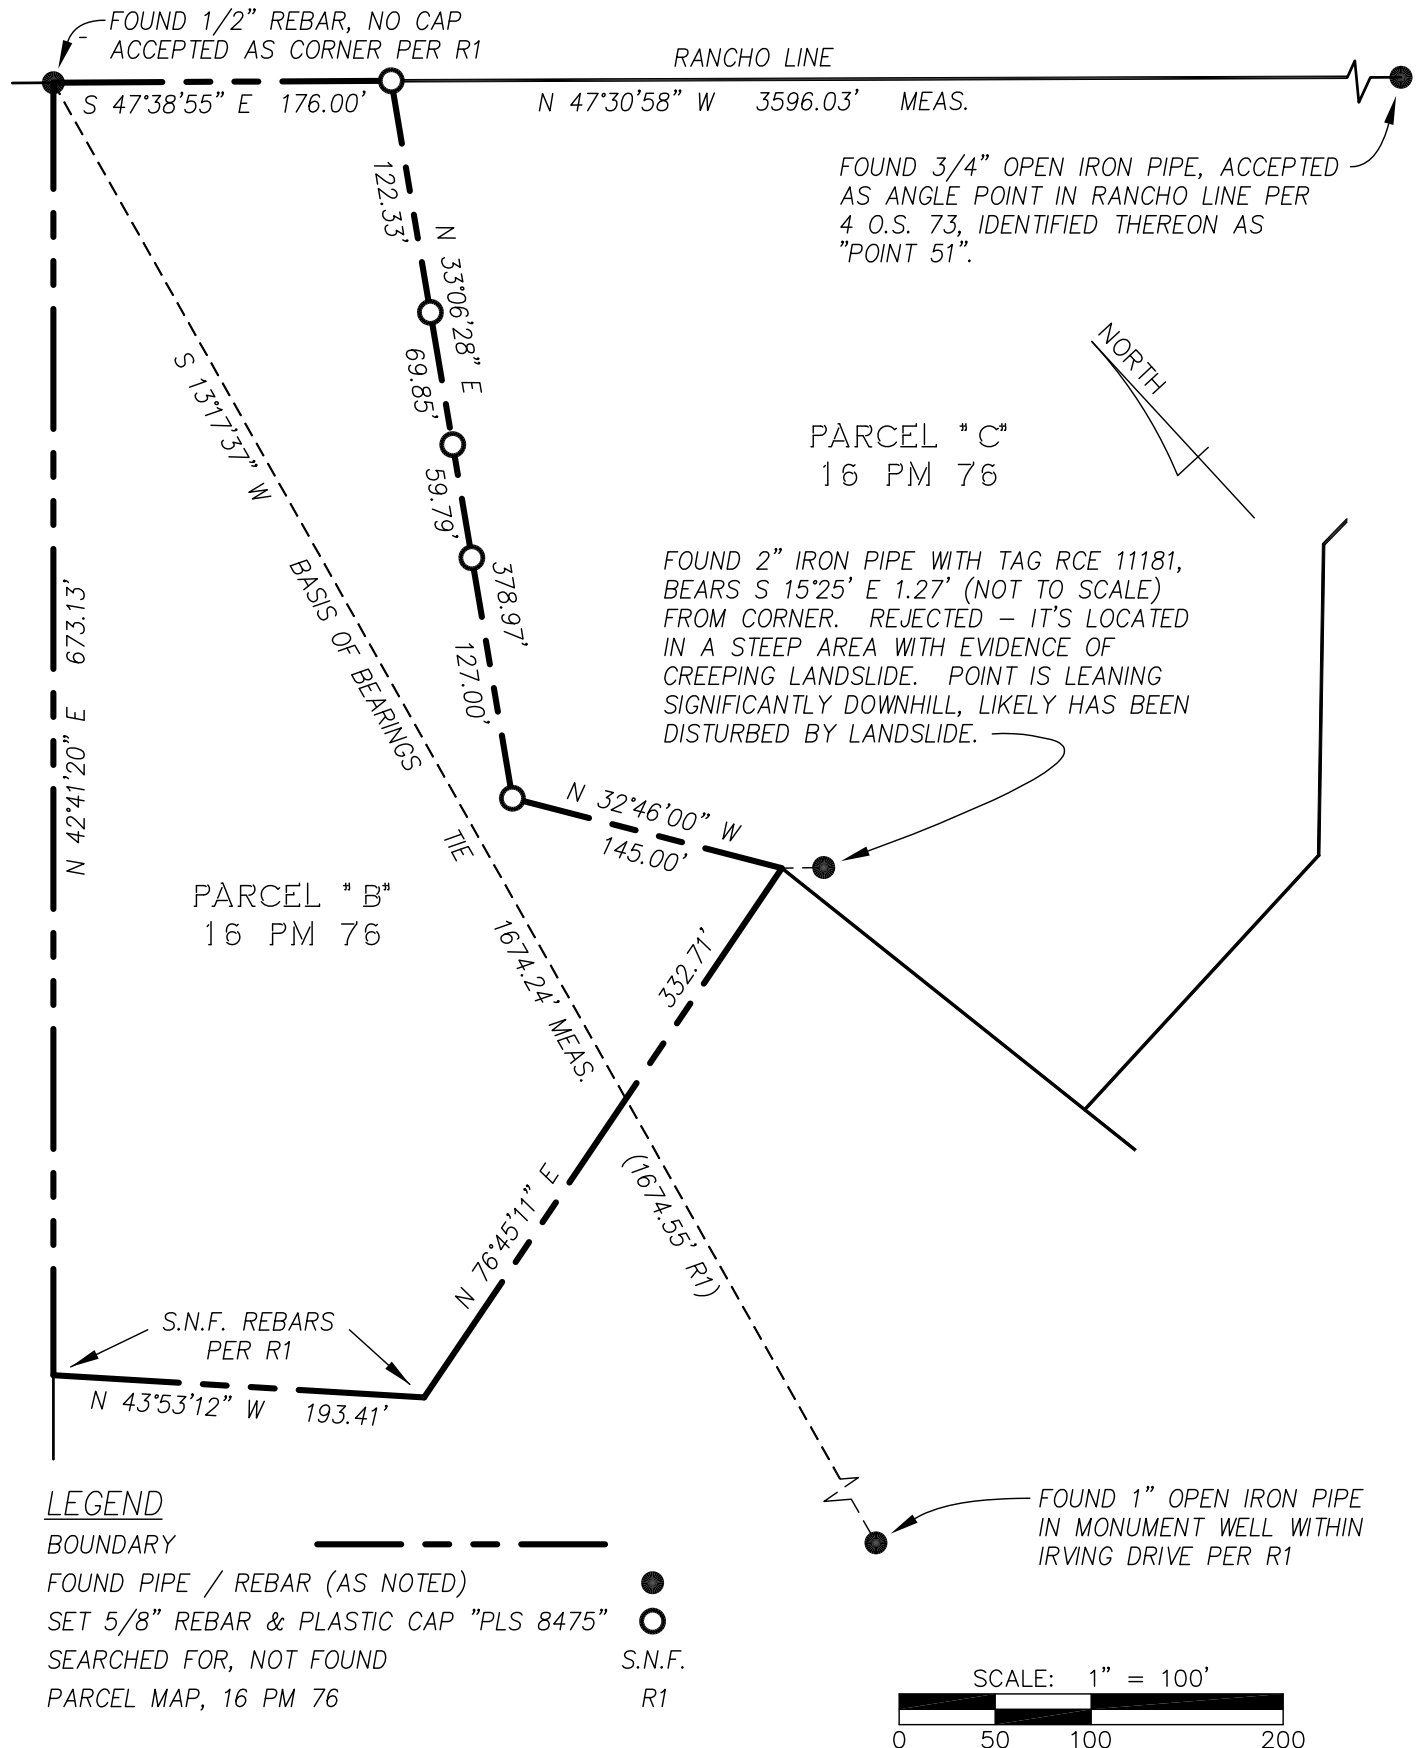 FOUND 1/2" REBAR, NO CAP
ACCEPTED AS CORNER PER R1
RANCHO LINE
S 47°38'55" E 176.00'
N 47°30'58" W 3596.03' MEAS.
FOUND 3/4" OPEN IRON PIPE, ACCEPTED
AS ANGLE POINT IN RANCHO LINE PER
4 O.S. 73, IDENTIFIED THEREON AS
"POINT 51".
122.33'
N 33°06'28" E
69.85'
59.79'
378.97'
127.00'
S 13°17'37" W
BASIS OF BEARINGS
TIE
1674.24' MEAS.
(1674.55' R1)
NORTH
PARCEL "C"
16 PM 76
FOUND 2" IRON PIPE WITH TAG RCE 11181,
BEARS S 15°25' E 1.27' (NOT TO SCALE)
FROM CORNER. REJECTED – IT'S LOCATED
IN A STEEP AREA WITH EVIDENCE OF
CREEPING LANDSLIDE. POINT IS LEANING
SIGNIFICANTLY DOWNHILL, LIKELY HAS BEEN
DISTURBED BY LANDSLIDE.
N 42°41'20" E 673.13'
N 32°46'00" W
145.00'
PARCEL "B"
16 PM 76
332.71'
N 76°45'11" E
S.N.F. REBARS
PER R1
N 43°53'12" W 193.41'
FOUND 1" OPEN IRON PIPE
IN MONUMENT WELL WITHIN
IRVING DRIVE PER R1
LEGEND
BOUNDARY
FOUND PIPE / REBAR (AS NOTED)
SET 5/8" REBAR & PLASTIC CAP "PLS 8475"
SEARCHED FOR, NOT FOUND S.N.F.
PARCEL MAP, 16 PM 76 R1
SCALE: 1" = 100'
0 50 100 200